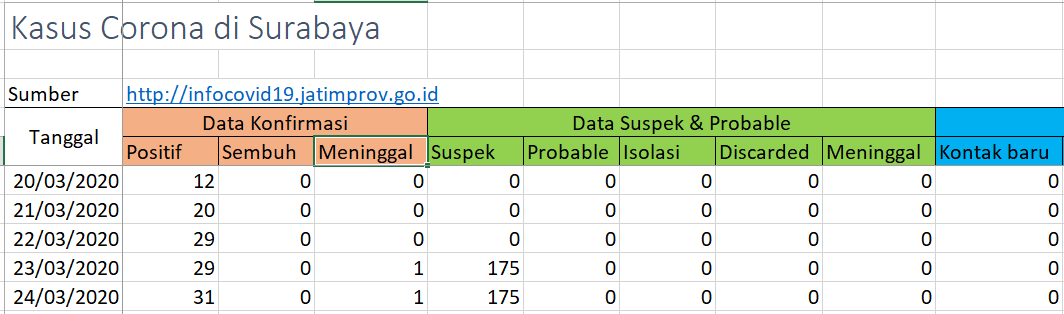 Kasus Corona di Surabaya
Sumber http://infocovid19.jatimprov.go.id
Tanggal Data Konfirmasi Data Suspek & Probable
Positif Sembuh Meninggal Suspek Probable Isolasi Discarded Meninggal Kontak baru
20/03/2020 12 0 0 0 0 0 0 0 0
21/03/2020 20 0 0 0 0 0 0 0 0
22/03/2020 29 0 0 0 0 0 0 0 0
23/03/2020 29 0 1 175 0 0 0 0 0
24/03/2020 31 0 1 175 0 0 0 0 0